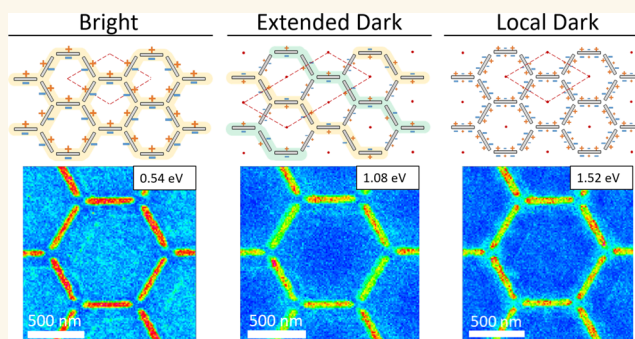 Bright Extended Dark Local Dark
0.54 eV 1.08 eV 1.52 eV
500 nm 500 nm 500 nm